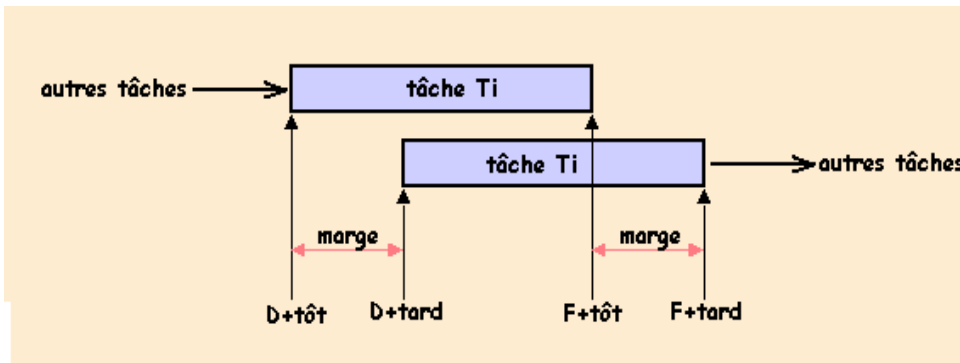 autres tâches
tâche Ti
tâche Ti
autres tâches
marge
marge
D+tôt
D+tard
F+tôt
F+tard